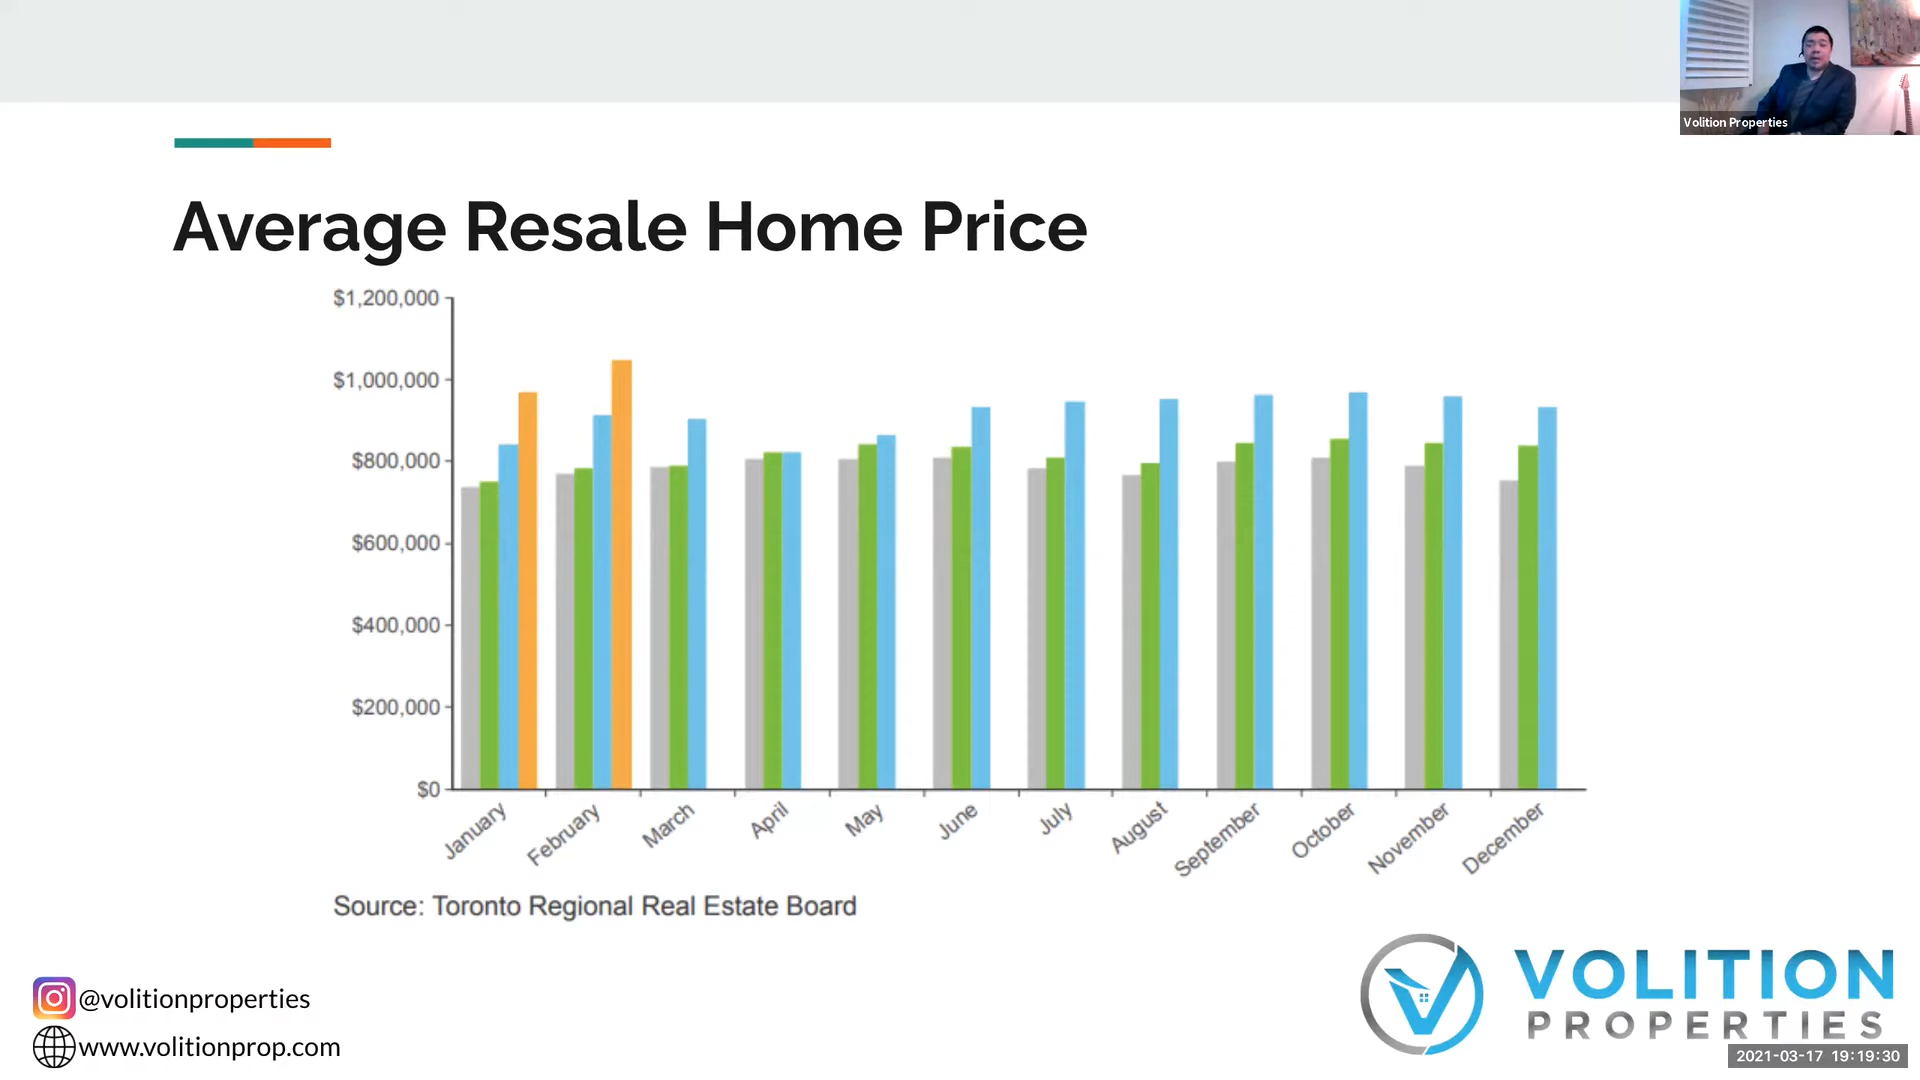 Volition Properties
Average Resale Home Price
$1,200,000
$1,000,000
$800,000
$600,000
$400,000
$200,000
$0
January
February
March
April
May
June
July
August
September
October
November
December
Source: Toronto Regional Real Estate Board
@volitionproperties
www.volitionprop.com
VOLITION
PROPERTIES
2021-03-17 19:19:30